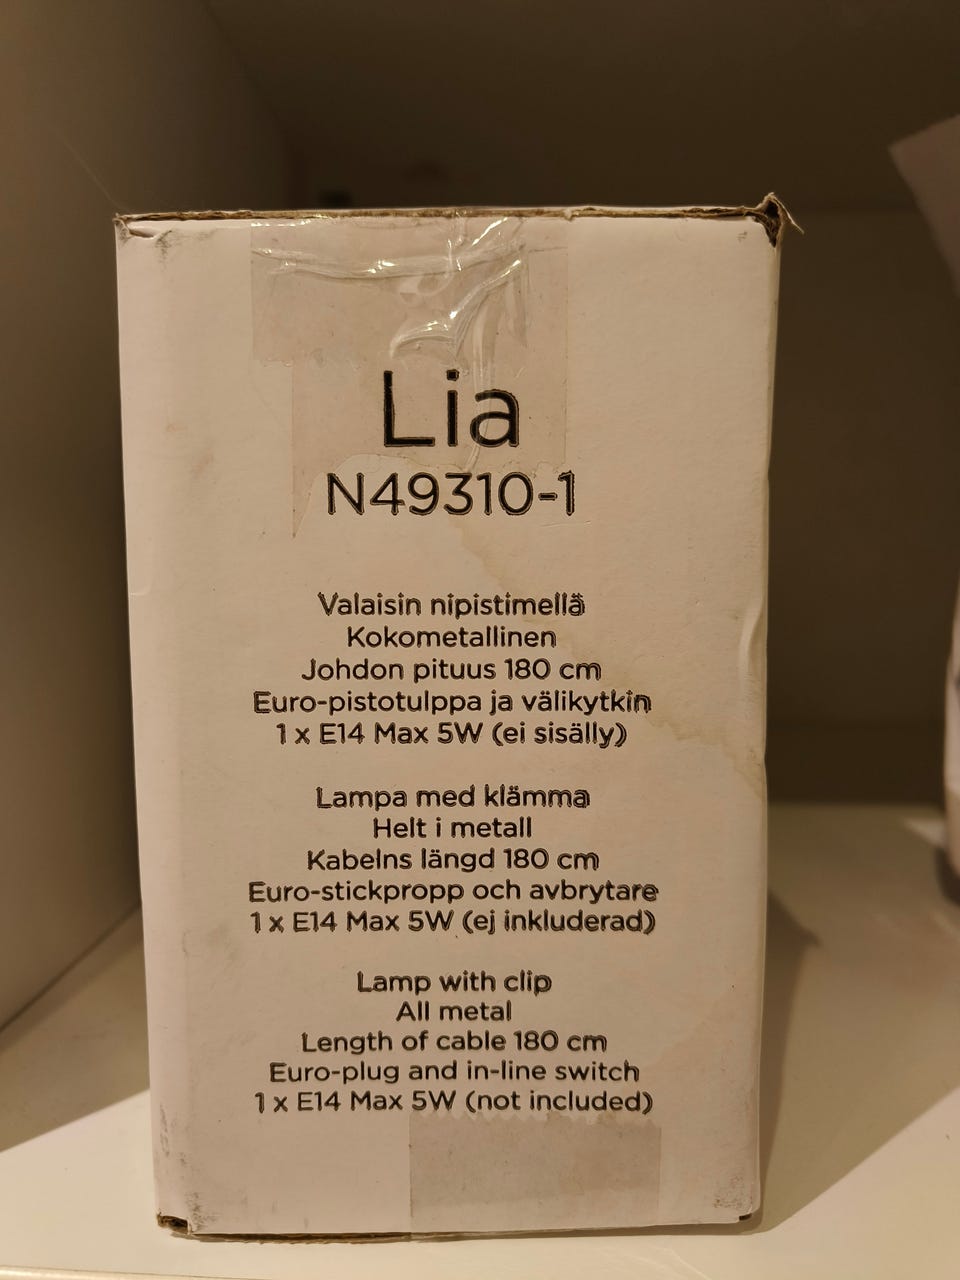 Lia
N49310-1
Valaisin nipistimellä
Kokometallinen
Johdon pituus 180 cm
Euro-pistotulppa ja välikytkin
1 x E14 Max 5W (ei sisälly)
Lampa med klämma
Helt i metall
Kabelns längd 180 cm
Euro-stickpropp och avbrytare
1 x E14 Max 5W (ej inkluderad)
Lamp with clip
All metal
Length of cable 180 cm
Euro-plug and in-line switch
1 x E14 Max 5W (not included)